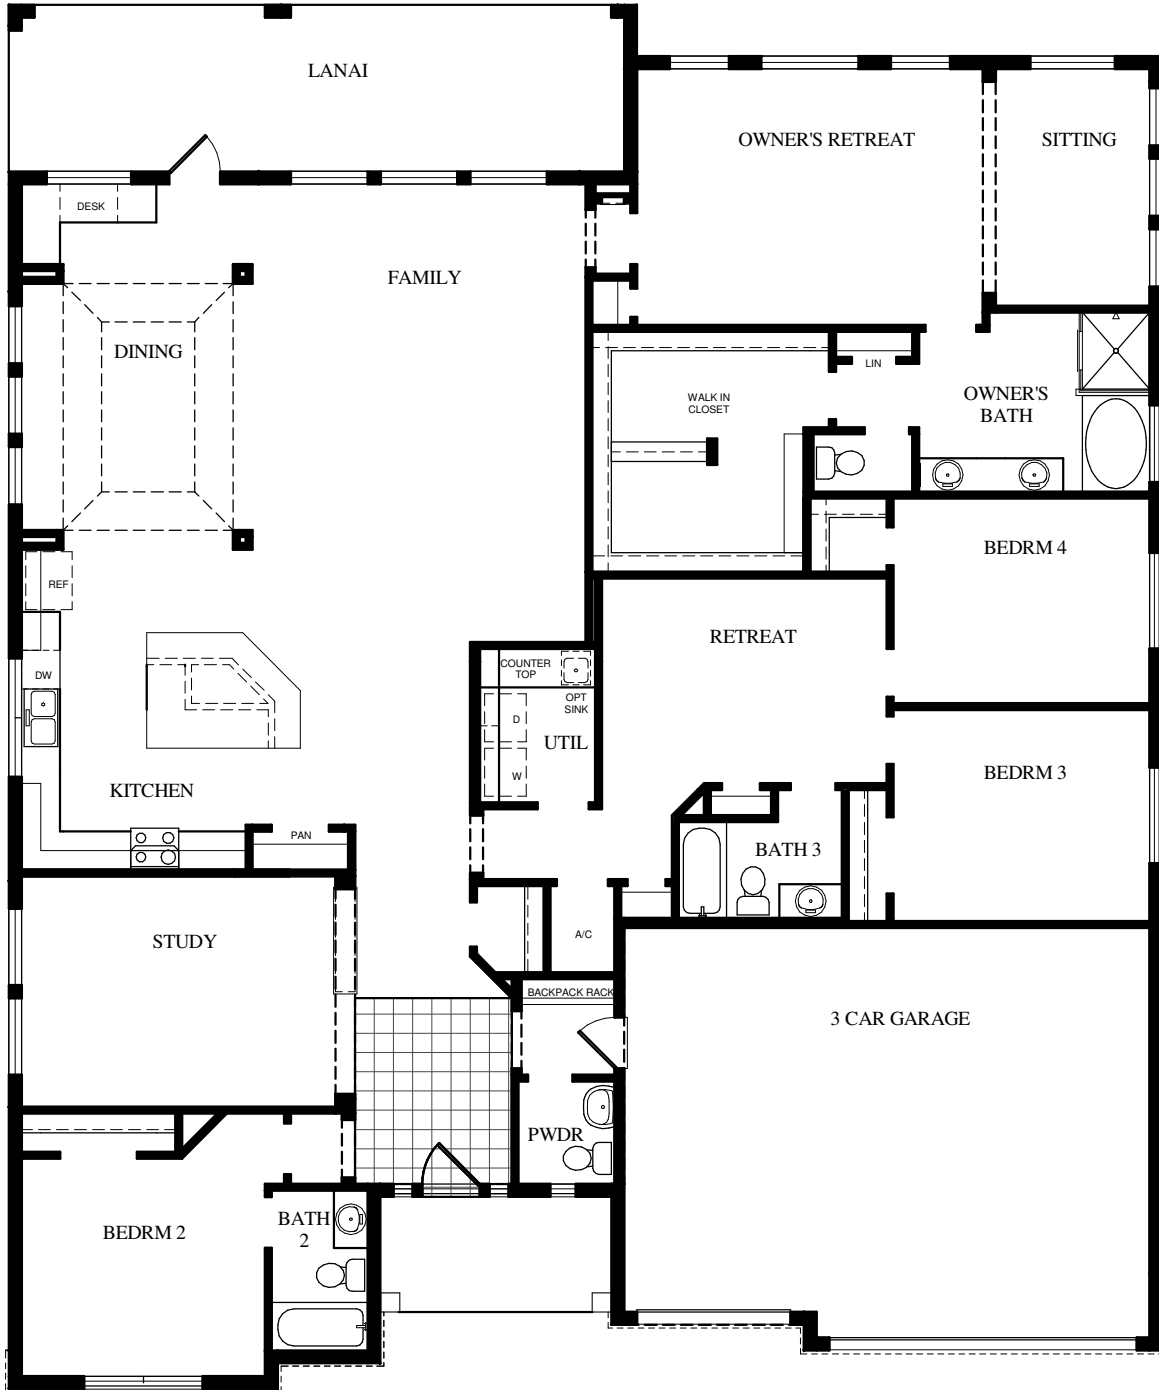 LANAI
OWNER'S RETREAT
SITTING
DESK
FAMILY
DINING
LIN
WALK IN
CLOSET
OWNER'S
BATH
BEDRM 4
REF
RETREAT
COUNTER
TOP
DW
OPT
SINK
D
UTIL
W
BEDRM 3
KITCHEN
PAN
BATH 3
STUDY
A/C
BACKPACK RACK
3 CAR GARAGE
PWDR
BEDRM 2
BATH
2